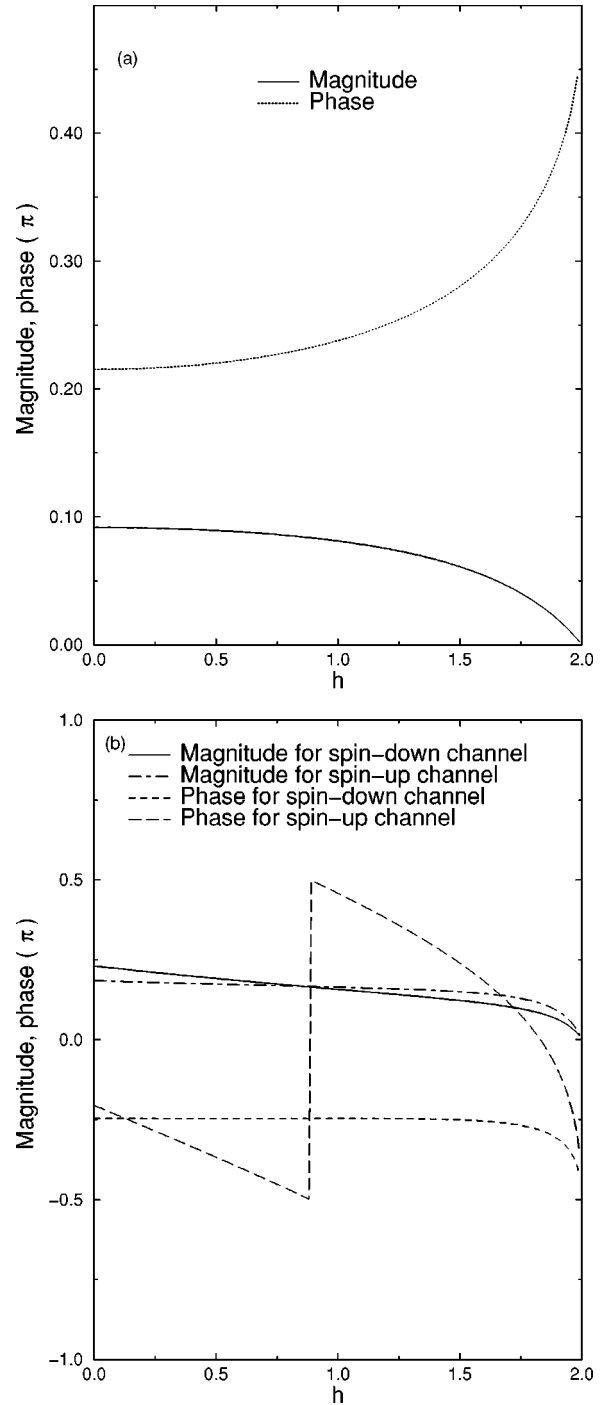 (a)
Magnitude
Phase
Magnitude, phase ( π )
0.40
0.30
0.20
0.10
0.00
0.0
0.5
1.0
1.5
2.0
h
(b)
Magnitude for spin−down channel
Magnitude for spin−up channel
Phase for spin−down channel
Phase for spin−up channel
Magnitude, phase ( π )
1.0
0.5
0.0
−0.5
−1.0
0.0
0.5
1.0
1.5
2.0
h